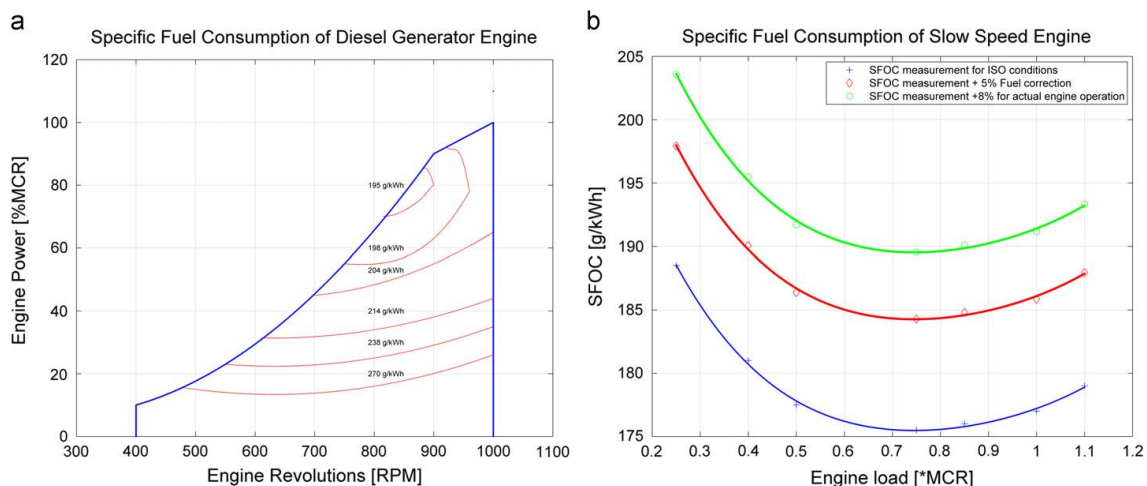 a
Specific Fuel Consumption of Diesel Generator Engine
Engine Power [%MCR]
120
100
80
60
40
20
0
195 g/kWh
198 g/kWh
204 g/kWh
214 g/kWh
238 g/kWh
270 g/kWh
300 400 500 600 700 800 900 1000 1100
Engine Revolutions [RPM]
b
Specific Fuel Consumption of Slow Speed Engine
SFOC [g/kWh]
205
200
195
190
185
180
175
SFOC measurement for ISO conditions
SFOC measurement + 5% Fuel correction
SFOC measurement +8% for actual engine operation
0.2 0.3 0.4 0.5 0.6 0.7 0.8 0.9 1 1.1 1.2
Engine load [*MCR]